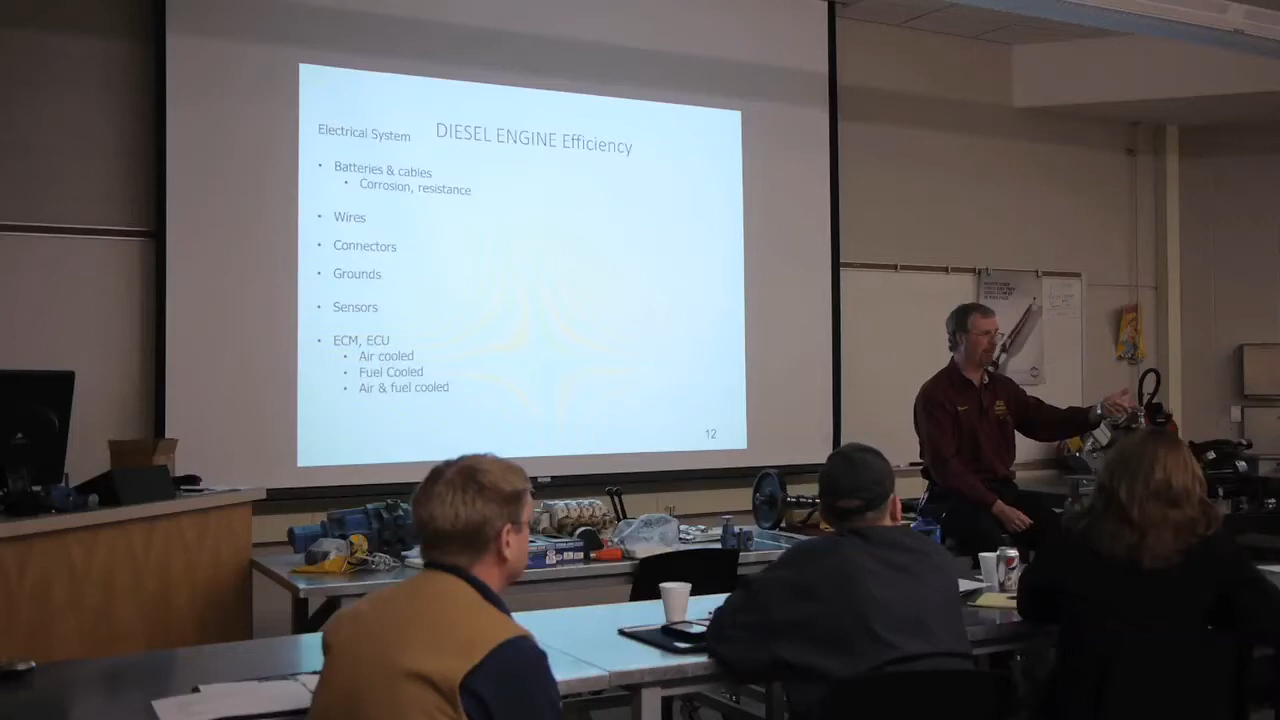 DIESEL ENGINE Efficiency
Electrical System
• Batteries & cables
• Corrosion, resistance
• Wires
• Connectors
• Grounds
• Sensors
• ECM, ECU
• Air cooled
• Fuel Cooled
• Air & fuel cooled
12